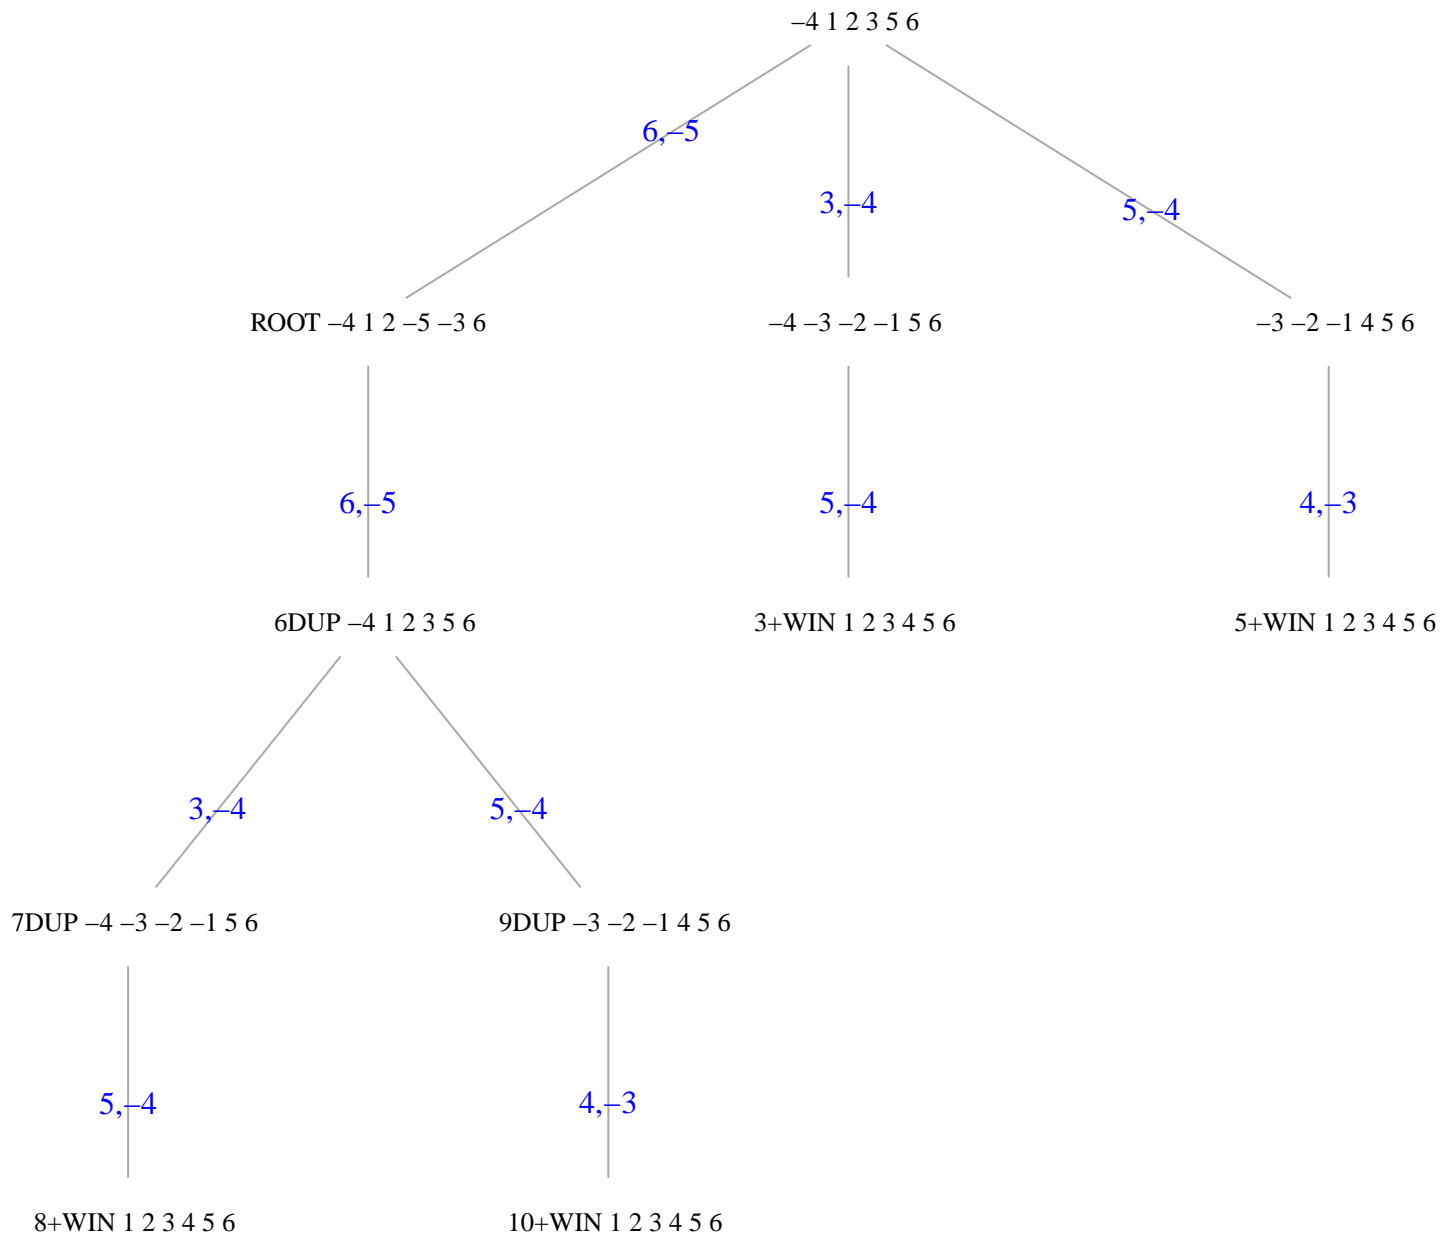 –4 1 2 3 5 6
6,–5
3,–4
5,–4
ROOT –4 1 2 –5 –3 6
–4 –3 –2 –1 5 6
–3 –2 –1 4 5 6
6,–5
5,–4
4,–3
6DUP –4 1 2 3 5 6
3+WIN 1 2 3 4 5 6
5+WIN 1 2 3 4 5 6
3,–4
5,–4
7DUP –4 –3 –2 –1 5 6
9DUP –3 –2 –1 4 5 6
5,–4
4,–3
8+WIN 1 2 3 4 5 6
10+WIN 1 2 3 4 5 6